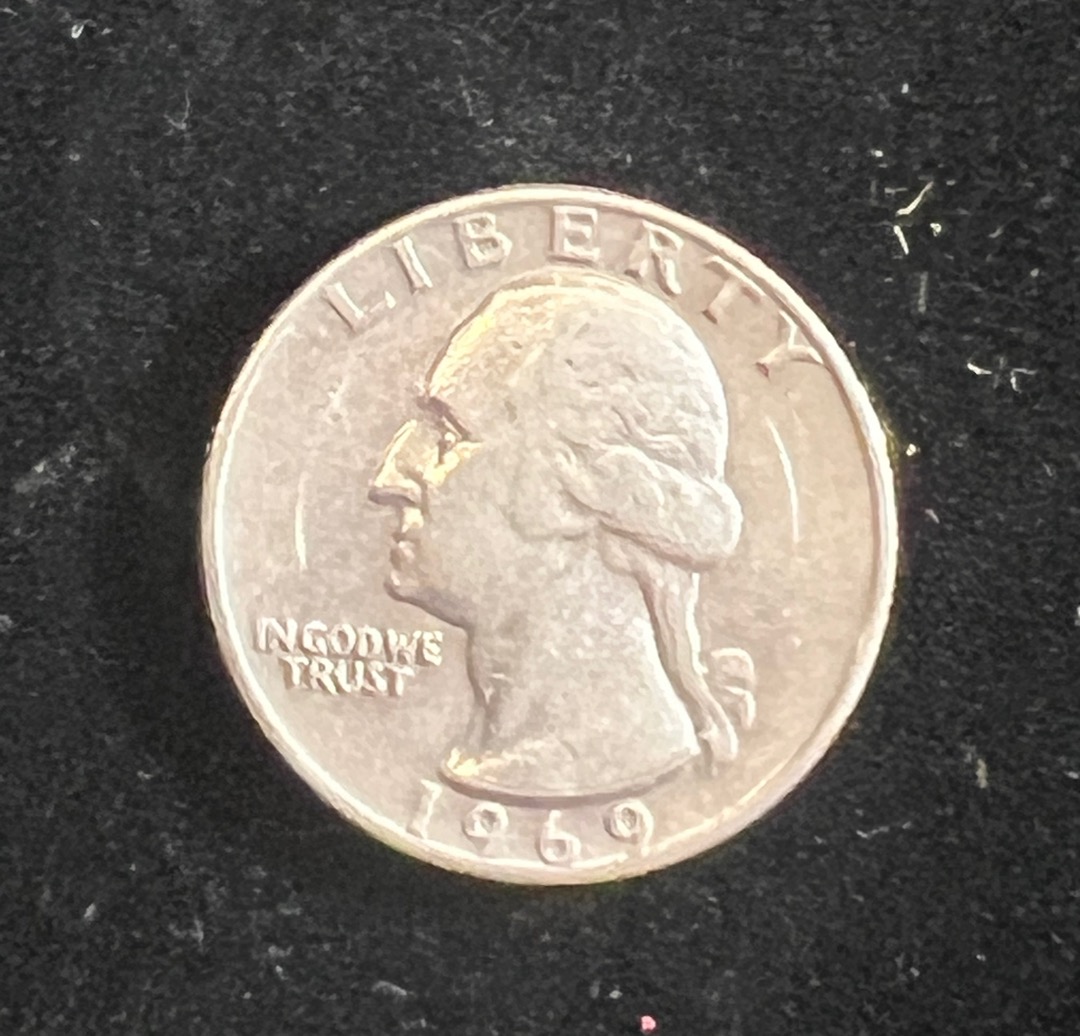 LIBERTY
IN GOD WE
TRUST
1969